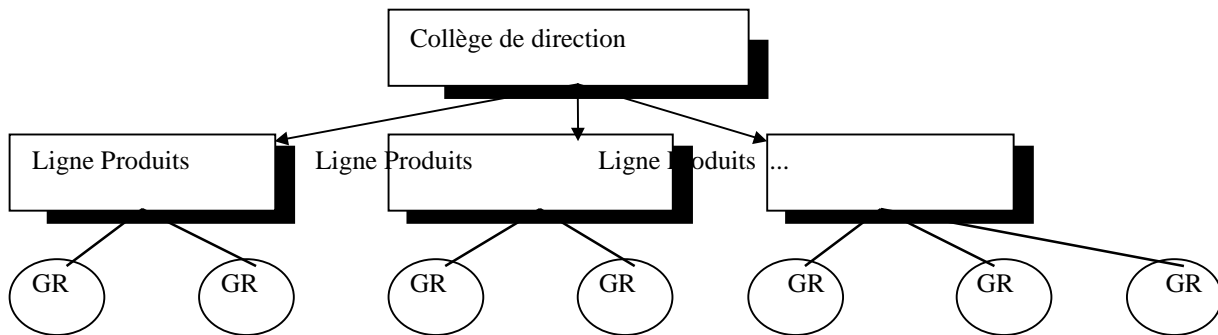 Collège de direction
Ligne Produits Ligne Produits Ligne Produits ...
GR GR GR GR GR GR GR